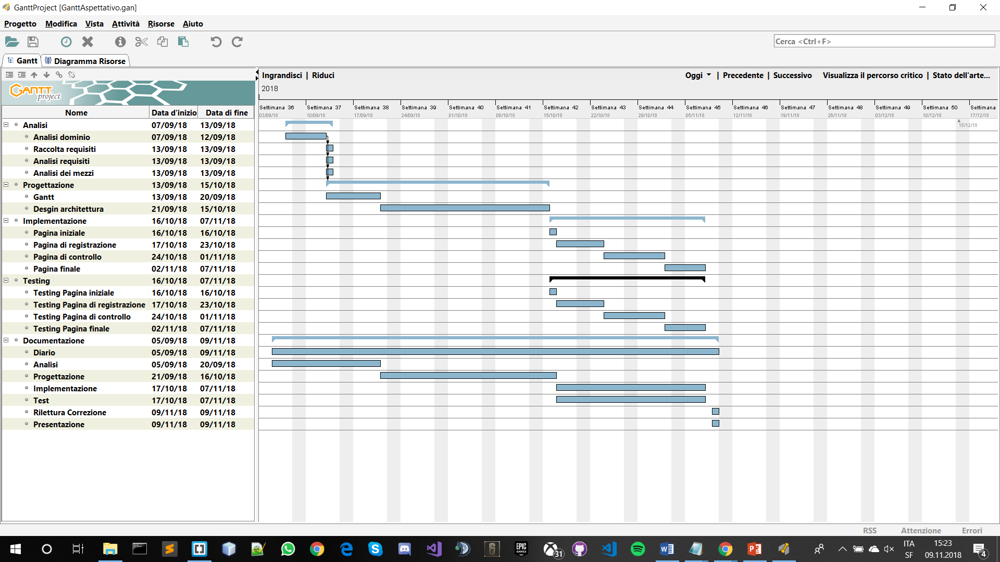 GanttProject [GanttAspettativo.gan]
Progetto Modifica Vista Attività Risorse Aiuto
Cerca <Ctrl+F>
Gantt Diagramma Risorse
Ingrandisci | Riduci Oggi | Precedente | Successivo Visualizza il percorso critico | Stato dell'arte...
GANTT project
2018
Settimana 36 Settimana 37 Settimana 38 Settimana 39 Settimana 40 Settimana 41 Settimana 42 Settimana 43 Settimana 44 Settimana 45 Settimana 46 Settimana 47 Settimana 48 Settimana 49 Settimana 50 Settimana
03/09/18 10/09/18 17/09/18 24/09/18 01/10/18 08/10/18 15/10/18 22/10/18 29/10/18 05/11/18 12/11/18 19/11/18 26/11/18 03/12/18 10/12/18 17/12/18
15/12/18
Nome Data d'inizio Data di fine
Analisi 07/09/18 13/09/18
Analisi dominio 07/09/18 12/09/18
Raccolta requisiti 13/09/18 13/09/18
Analisi requisiti 13/09/18 13/09/18
Analisi dei mezzi 13/09/18 13/09/18
Progettazione 13/09/18 15/10/18
Gantt 13/09/18 20/09/18
Desgin architettura 21/09/18 15/10/18
Implementazione 16/10/18 07/11/18
Pagina iniziale 16/10/18 16/10/18
Pagina di registrazione 17/10/18 23/10/18
Pagina di controllo 24/10/18 01/11/18
Pagina finale 02/11/18 07/11/18
Testing 16/10/18 07/11/18
Testing Pagina iniziale 16/10/18 16/10/18
Testing Pagina di registrazione 17/10/18 23/10/18
Testing Pagina di controllo 24/10/18 01/11/18
Testing Pagina finale 02/11/18 07/11/18
Documentazione 05/09/18 09/11/18
Diario 05/09/18 09/11/18
Analisi 05/09/18 20/09/18
Progettazione 21/09/18 16/10/18
Implementazione 17/10/18 07/11/18
Test 17/10/18 07/11/18
Rilettura Correzione 09/11/18 09/11/18
Presentazione 09/11/18 09/11/18
RSS Attenzione Errori
EPIC GAMES
31
ITA
SF
15:23
09.11.2018
4